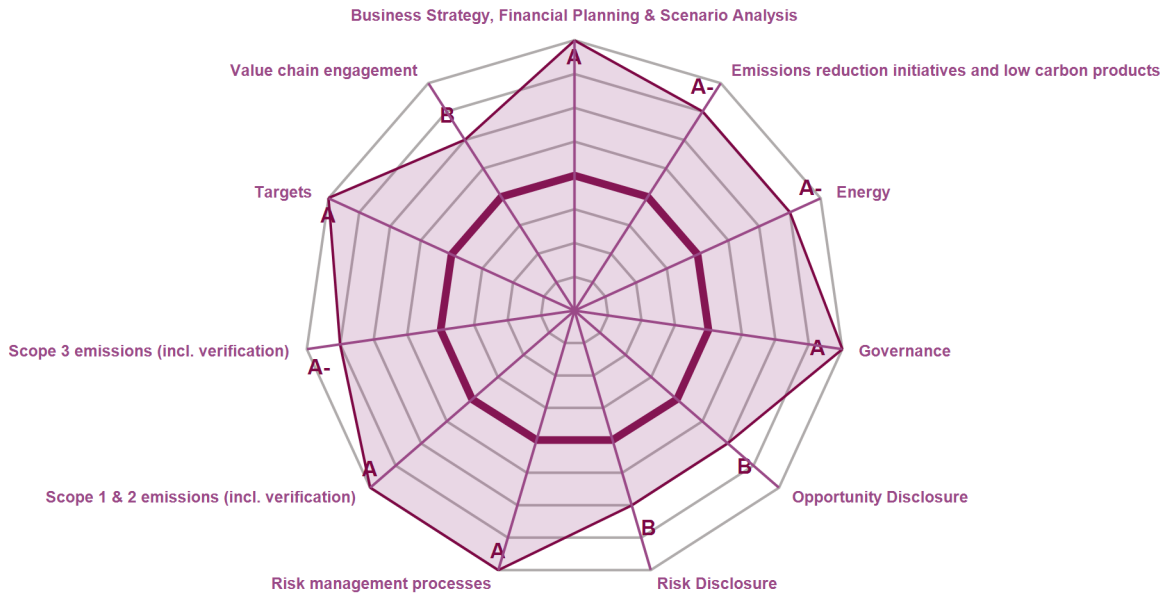 Business Strategy, Financial Planning & Scenario Analysis
A
Value chain engagement
Emissions reduction initiatives and low carbon products
A-
B
Targets
A
A-
Energy
Scope 3 emissions (incl. verification)
A-
A
Governance
Scope 1 & 2 emissions (incl. verification)
A
B
Opportunity Disclosure
A
B
Risk management processes
Risk Disclosure